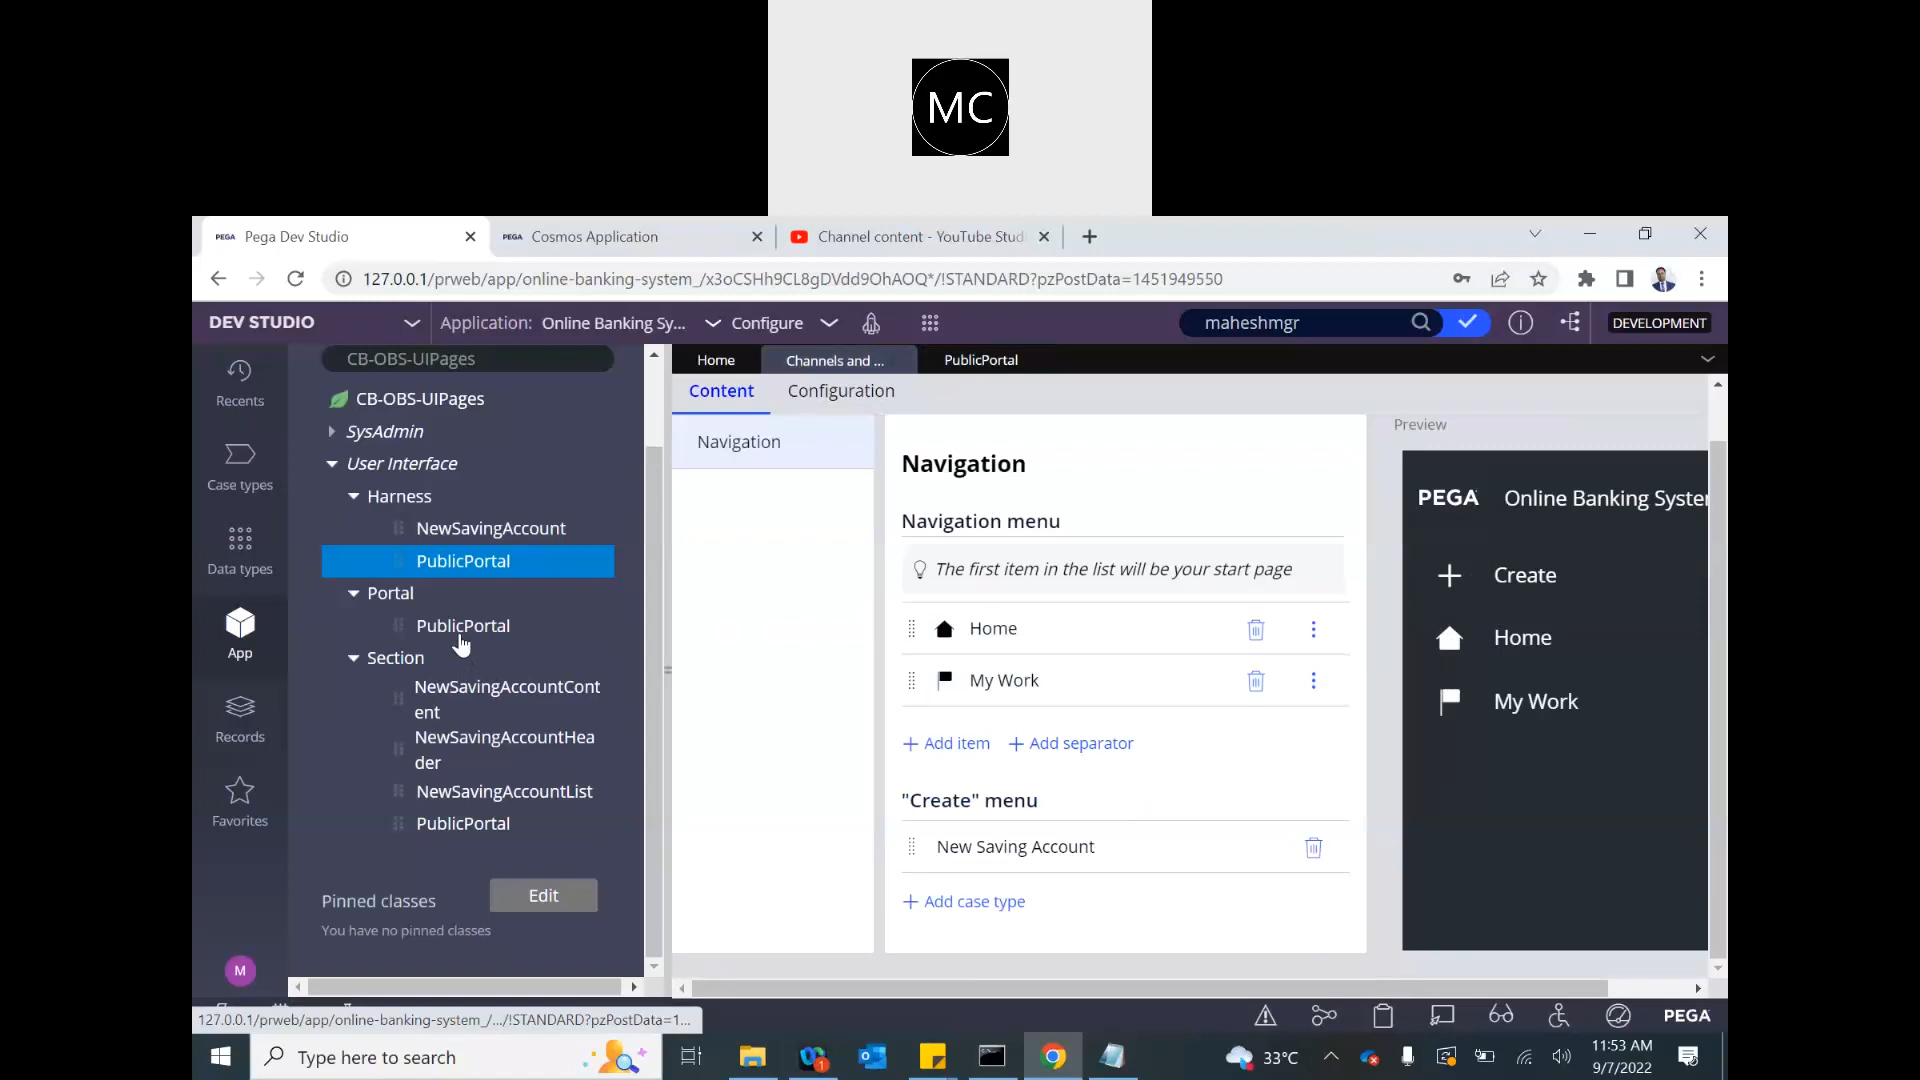 MC
PEGA Pega Dev Studio
PEGA Cosmos Application
Channel content - YouTube Stud
127.0.0.1/prweb/app/online-banking-system_/x3oCSHh9CL8gDVdd9OhAOQ*/!STANDARD?pzPostData=1451949550
DEV STUDIO
Application: Online Banking Sy...
Configure
maheshmgr
DEVELOPMENT
Recents
Case types
Data types
App
Records
Favorites
M
CB-OBS-UIPages
CB-OBS-UIPages
SysAdmin
User Interface
Harness
NewSavingAccount
PublicPortal
Portal
PublicPortal
Section
NewSavingAccountCont
ent
NewSavingAccountHea
der
NewSavingAccountList
PublicPortal
Pinned classes
Edit
You have no pinned classes
Home
Channels and ...
PublicPortal
Content
Configuration
Navigation
Navigation
Navigation menu
The first item in the list will be your start page
Home
My Work
Add item
Add separator
"Create" menu
New Saving Account
Add case type
Preview
PEGA Online Banking System
Create
Home
My Work
PEGA
127.0.0.1/prweb/app/online-banking-system_/.../!STANDARD?pzPostData=1...
Type here to search
1
33°C
11:53 AM
9/7/2022